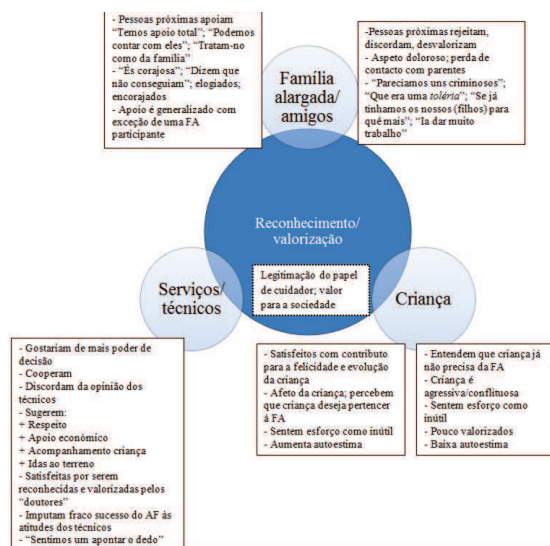 - Pessoas próximas apoiam
“Temos apoio total”; “Podemos
contar com eles”; “Tratam-no
como da família”
- “És corajosa”; “Dizem que
não conseguiam”; elogiados;
encorajados
- Apoio é generalizado com
exceção de uma FA
participante
Família
alargada/
amigos
-Pessoas próximas rejeitam,
discordam, desvalorizam
- Aspeto doloroso; perda de
contacto com parentes
- “Pareciamos uns criminosos”;
“Que era uma toléria”; “Se já
tinhamos os nossos (filhos) para
quê mais”; “Ia dar muito
trabalho”
Reconhecimento/
valorização
Legitimação do papel
de cuidador; valor
para a sociedade
Serviços/
técnicos
Criança
- Gostariam de mais poder de
decisão
- Cooperam
- Discordam da opinião dos
técnicos
- Sugerem:
+ Respeito
+ Apoio económico
+ Acompanhamento criança
+ Idas ao terreno
- Satisfeitas por serem
reconhecidas e valorizadas pelos
“doutores”
- Imputam fraco sucesso do AF às
atitudes dos técnicos
- “Sentimos um apontar o dedo”
- Satisfeitos com contributo
para a felicidade e evolução
da criança
- Afeto da criança; percebem
que criança deseja pertencer
à FA
- Sentem esforço como inútil
- Aumenta autoestima
- Entendem que criança já
não precisa da FA;
- Criança é
agressiva/conflituosa
- Sentem esforço como
inútil
- Pouco valorizados
- Baixa autoestima